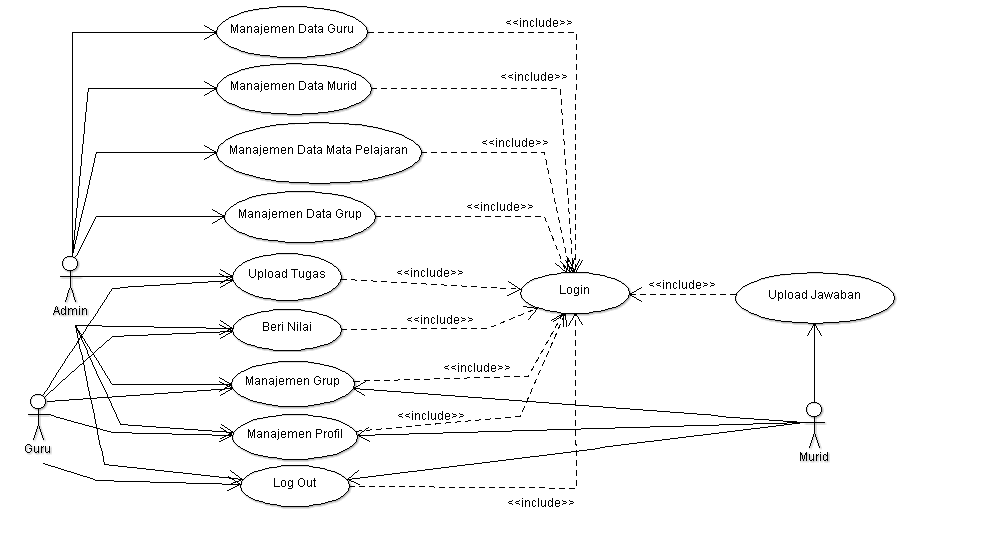 Manajemen Data Guru
<<include>>
Manajemen Data Murid
<<include>>
Manajemen Data Mata Pelajaran
<<include>>
Manajemen Data Grup
<<include>>
Upload Tugas
<<include>>
Login
<<include>>
Upload Jawaban
Admin
Beri Nilai
<<include>>
Manajemen Grup
<<include>>
Manajemen Profil
<<include>>
Guru
Murid
Log Out
<<include>>